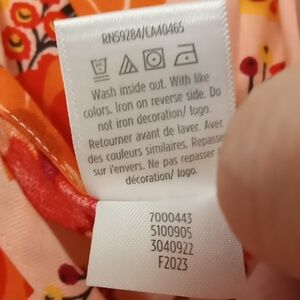 RN59284/CA40465
Wash inside out. With like
colors. Iron on reverse side. Do
not iron decoration/ logo.
Retourner avant de laver. Avec
des couleurs similaires. Repasser
sur l'envers. Ne pas repasser
décoration/ logo.
7000443
5100905
3040922
F2023